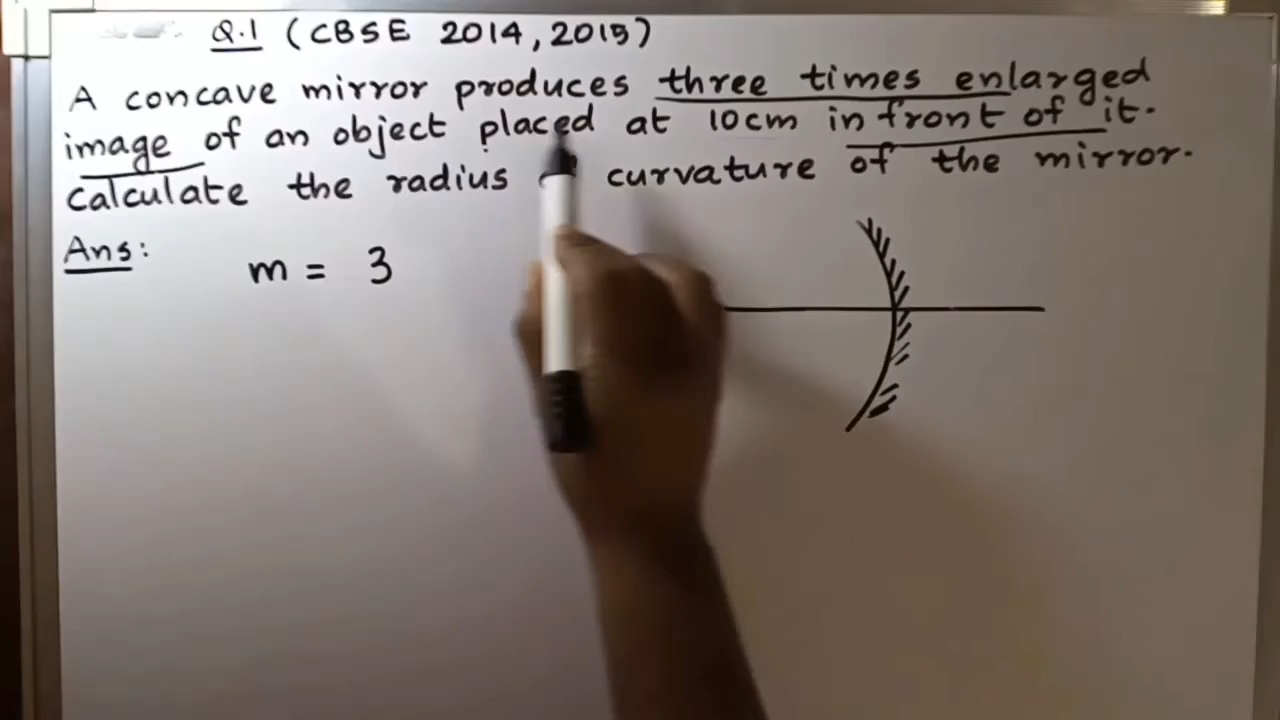 Q.1 (CBSE 2014, 2015)
A concave mirror produces three times enlarged
image of an object placed at 10cm in front of it.
Calculate the radius curvature of the mirror.
Ans:
m = 3